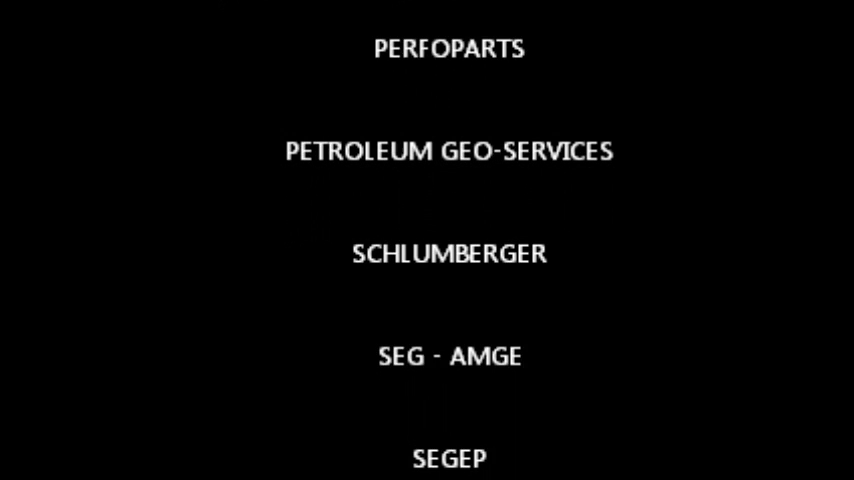 PERFOPARTS
PETROLEUM GEO-SERVICES
SCHLUMBERGER
SEG - AMGE
SEGEP